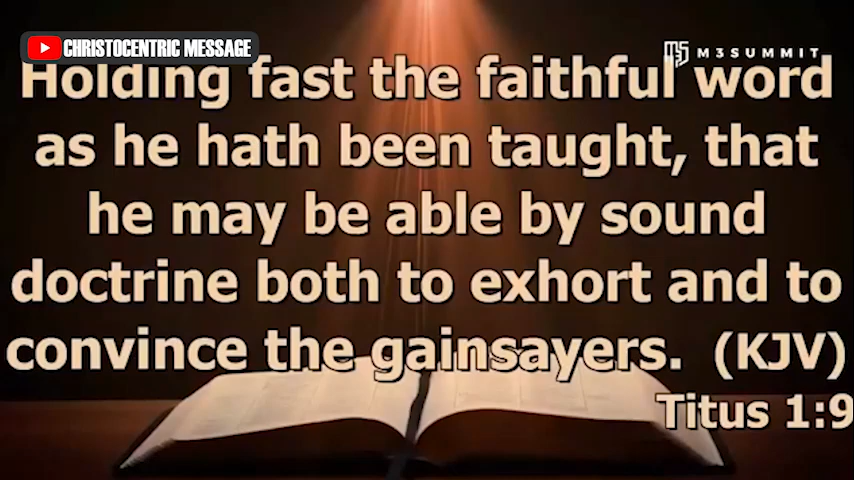 CHRISTOCENTRIC MESSAGE
M3SUMMIT
Holding fast the faithful word
as he hath been taught, that
he may be able by sound
doctrine both to exhort and to
convince the gainsayers. (KJV)
Titus 1:9